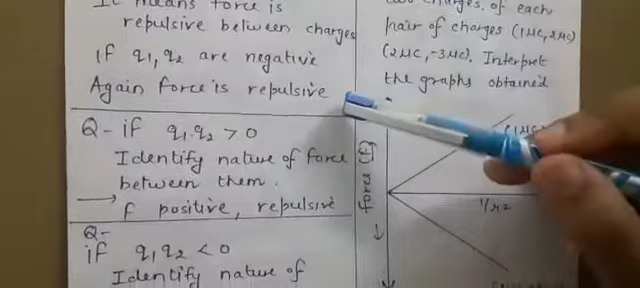 It means force is
repulsive between charges
if q1, q2 are negative
Again force is repulsive
Q - if q1.q2 > 0
Identify nature of force
between them.
→ f positive, repulsive
Q-
if q1q2 < 0
Identify nature of
charges. of each
pair of charges (1μc, 2μc)
(2μc, -3μc). Interpret
the graphs obtained
(1μc
force (f)
1/r2